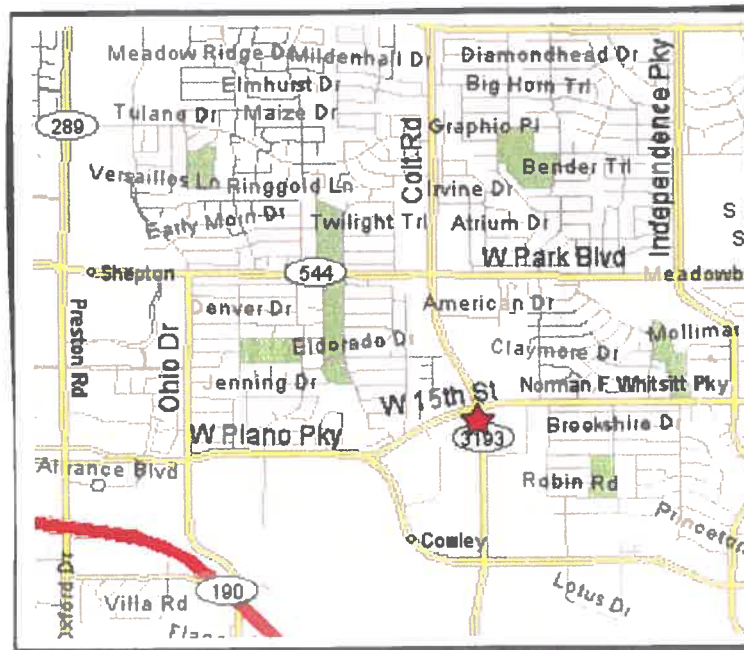 Meadow Ridge Dr
Mildenhall Dr
Diamondhead Dr
Elmhurst Dr
Big Horn Trl
Tulane Dr
Maize Dr
289
Graphic Pl
Colt Rd
Independence Pky
Versailles Ln
Ringgold Ln
Irvine Dr
Bender Trl
Early Morn Dr
Twilight Trl
Atrium Dr
S
S
W Park Blvd
Shepton
544
Meadowb
Preston Rd
Ohio Dr
Denver Dr
American Dr
Eldorado Dr
Claymore Dr
Mollimar
Jenning Dr
W 15th St
Norman F Whitsitt Pky
W Plano Pky
3193
Brookshire Dr
Robin Rd
Princeton
Cowley
190
Villa Rd
Lotus Dr